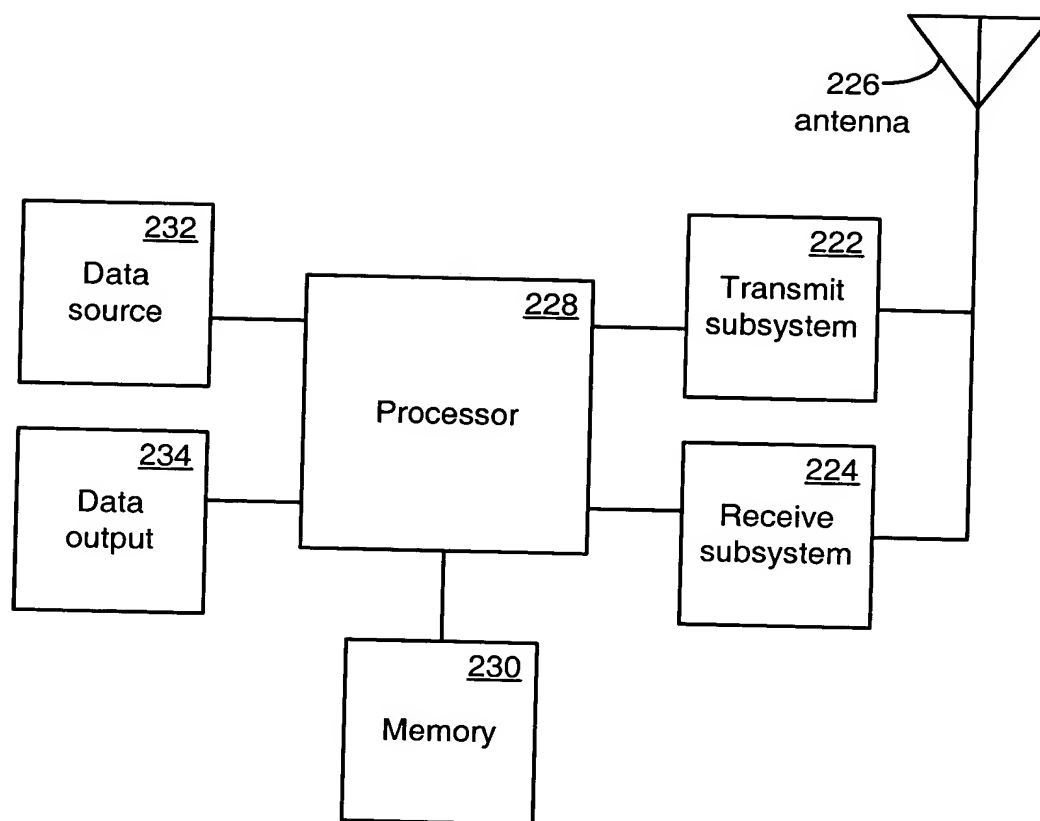 226
antenna
232
Data
source
222
Transmit
subsystem
228
Processor
234
Data
output
224
Receive
subsystem
230
Memory